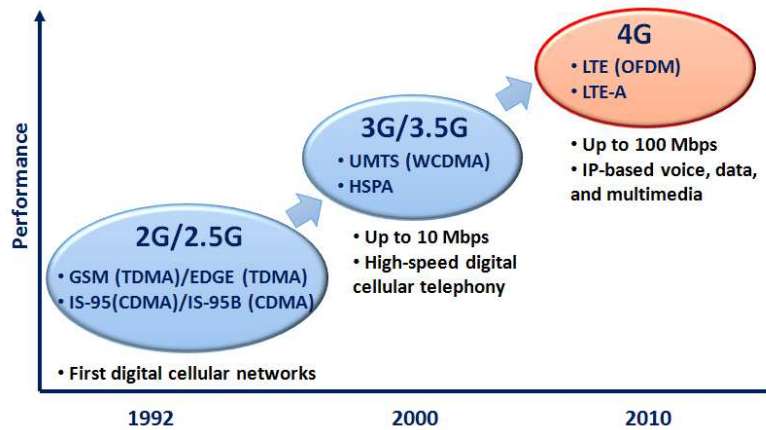 Performance
4G
• LTE (OFDM)
• LTE-A
• Up to 100 Mbps
• IP-based voice, data,
and multimedia
3G/3.5G
• UMTS (WCDMA)
• HSPA
• Up to 10 Mbps
• High-speed digital
cellular telephony
2G/2.5G
• GSM (TDMA)/EDGE (TDMA)
• IS-95(CDMA)/IS-95B (CDMA)
• First digital cellular networks
1992
2000
2010